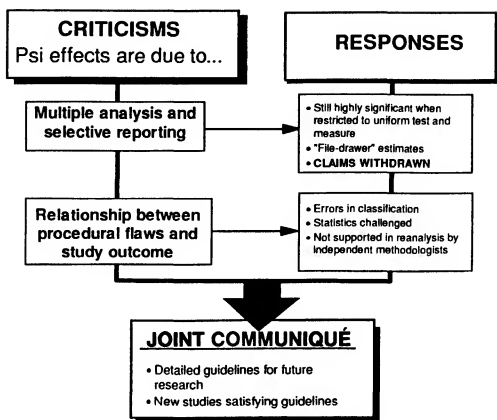 CRITICISMS
Psi effects are due to...
RESPONSES
Multiple analysis and
selective reporting
• Still highly significant when
restricted to uniform test and
measure
• "File-drawer" estimates
• CLAIMS WITHDRAWN
Relationship between
procedural flaws and
study outcome
• Errors in classification
• Statistics challenged
• Not supported in reanalysis by
independent methodologists
JOINT COMMUNIQUÉ
• Detailed guidelines for future
research
• New studies satisfying guidelines